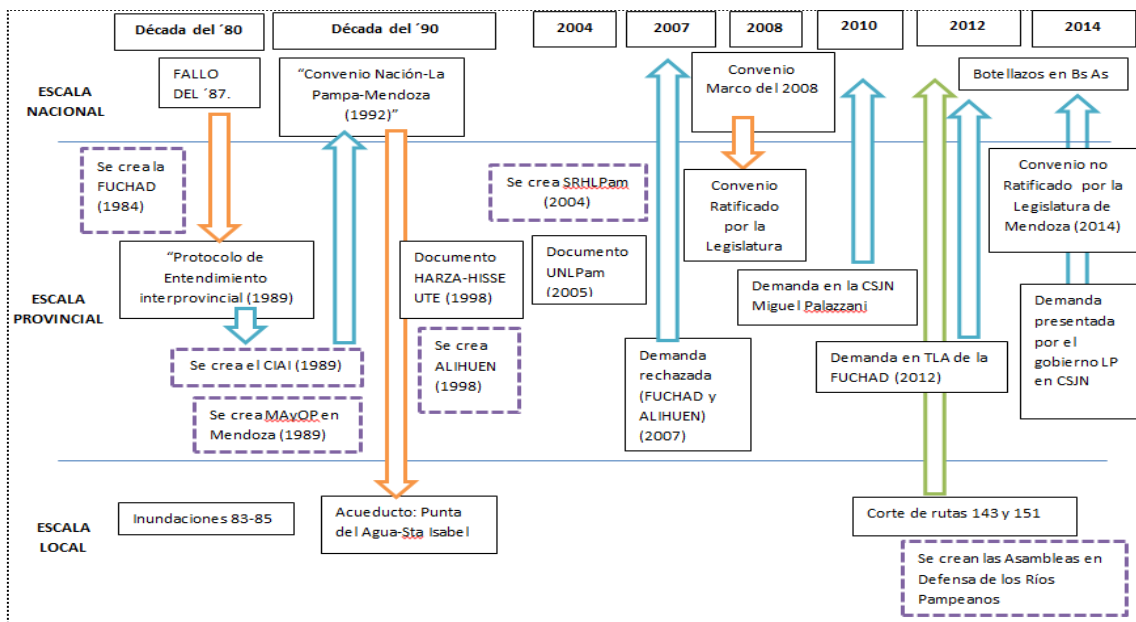 Década del ´80
Década del ´90
2004
2007
2008
2010
2012
2014
ESCALA
NACIONAL
FALLO
DEL ´87.
“Convenio Nación-La
Pampa-Mendoza
(1992)”
Convenio
Marco del 2008
Botellazos en Bs As
ESCALA
PROVINCIAL
Se crea la
FUCHAD
(1984)
“Protocolo de
Entendimiento
interprovincial (1989)
Se crea el CIAI (1989)
Se crea MAyOP en
Mendoza (1989)
Documento
HARZA-HISSE
UTE (1998)
Se crea
ALIHUEN
(1998)
Se crea SRHLPam
(2004)
Documento
UNLPam
(2005)
Demanda
rechazada
(FUCHAD y
ALIHUEN)
(2007)
Convenio
Ratificado
por la
Legislatura
Demanda en la CSJN
Miguel Palazzani
Demanda en TLA de la
FUCHAD (2012)
Convenio no
Ratificado por la
Legislatura de
Mendoza (2014)
Demanda
presentada
por el
gobierno LP
en CSJN
ESCALA
LOCAL
Inundaciones 83-85
Acueducto: Punta
del Agua-Sta Isabel
Corte de rutas 143 y 151
Se crean las Asambleas en
Defensa de los Ríos
Pampeanos